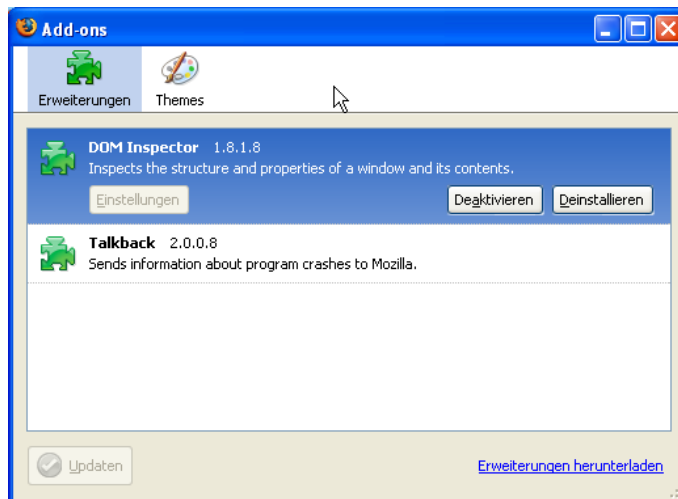 Add-ons
Erweiterungen Themes
DOM Inspector 1.8.1.8
Inspects the structure and properties of a window and its contents.
Einstellungen Deaktivieren Deinstallieren
Talkback 2.0.0.8
Sends information about program crashes to Mozilla.
Updaten Erweiterungen herunterladen